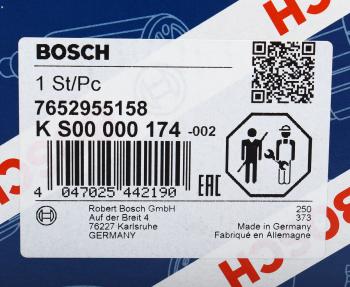 BOSCH
1 St/Pc
7652955158
K S00 000 174 -002
4 047025 442190
EAC
Robert Bosch GmbH
Auf der Breit 4
76227 Karlsruhe
GERMANY
250
373
Made in Germany
Fabriqué en Allemagne